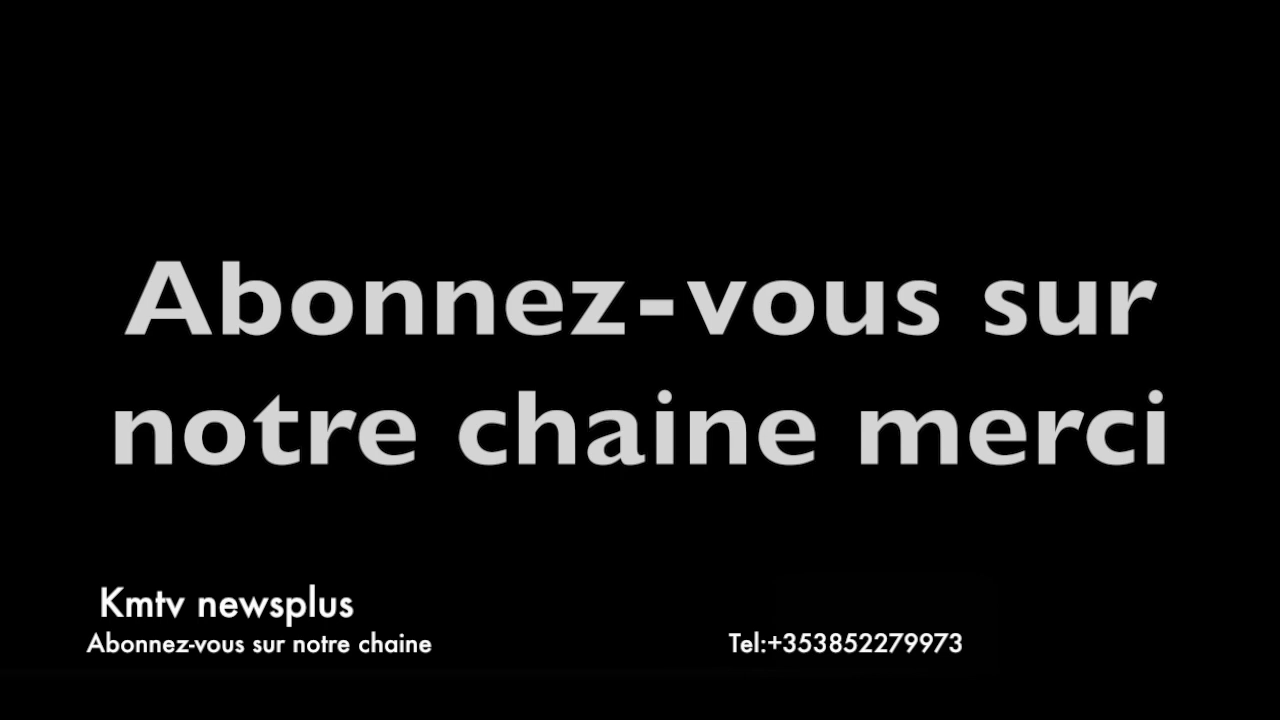 Abonnez-vous sur
notre chaine merci
Kmtv newsplus
Abonnez-vous sur notre chaine
Tel:+353852279973